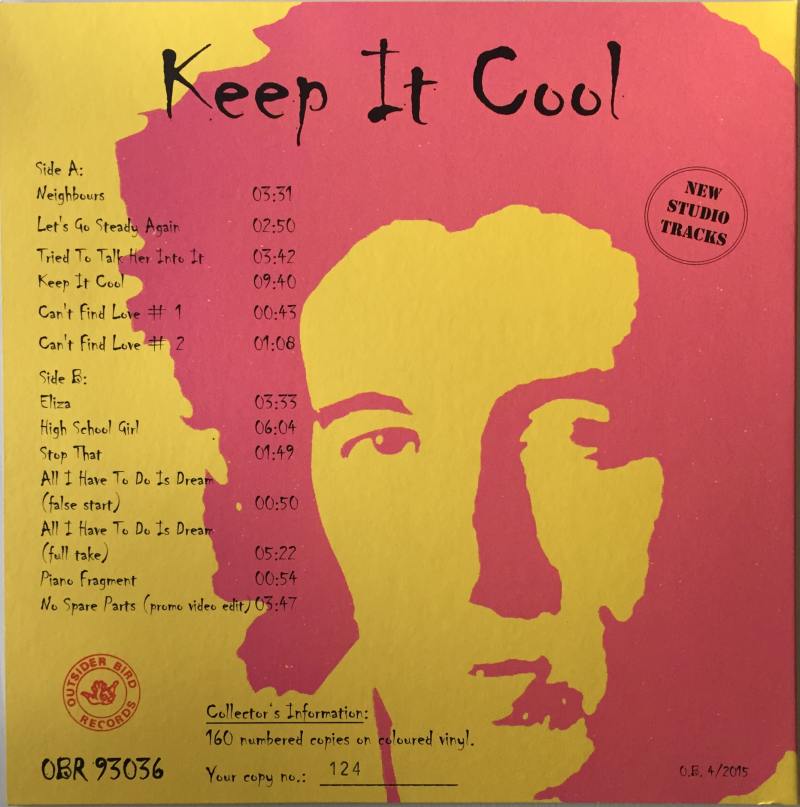 Keep It Cool
Side A:
Neighbours 03:31
Let's Go Steady Again 02:50
Tried To Talk Her Into It 03:42
Keep It Cool 09:40
Can't Find Love # 1 00:43
Can't Find Love # 2 01:08
Side B:
Eliza 03:33
High School Girl 06:04
Stop That 01:49
All I Have To Do Is Dream
(false start) 00:50
All I Have To Do Is Dream
(full take) 05:22
Piano Fragment 00:54
No Spare Parts (promo video edit) 03:47
NEW
STUDIO
TRACKS
OUTSIDER BIRD
RECORDS
OBR 93036
Collector's Information:
160 numbered copies on coloured vinyl.
Your copy no.: 124
O.B. 4/2015